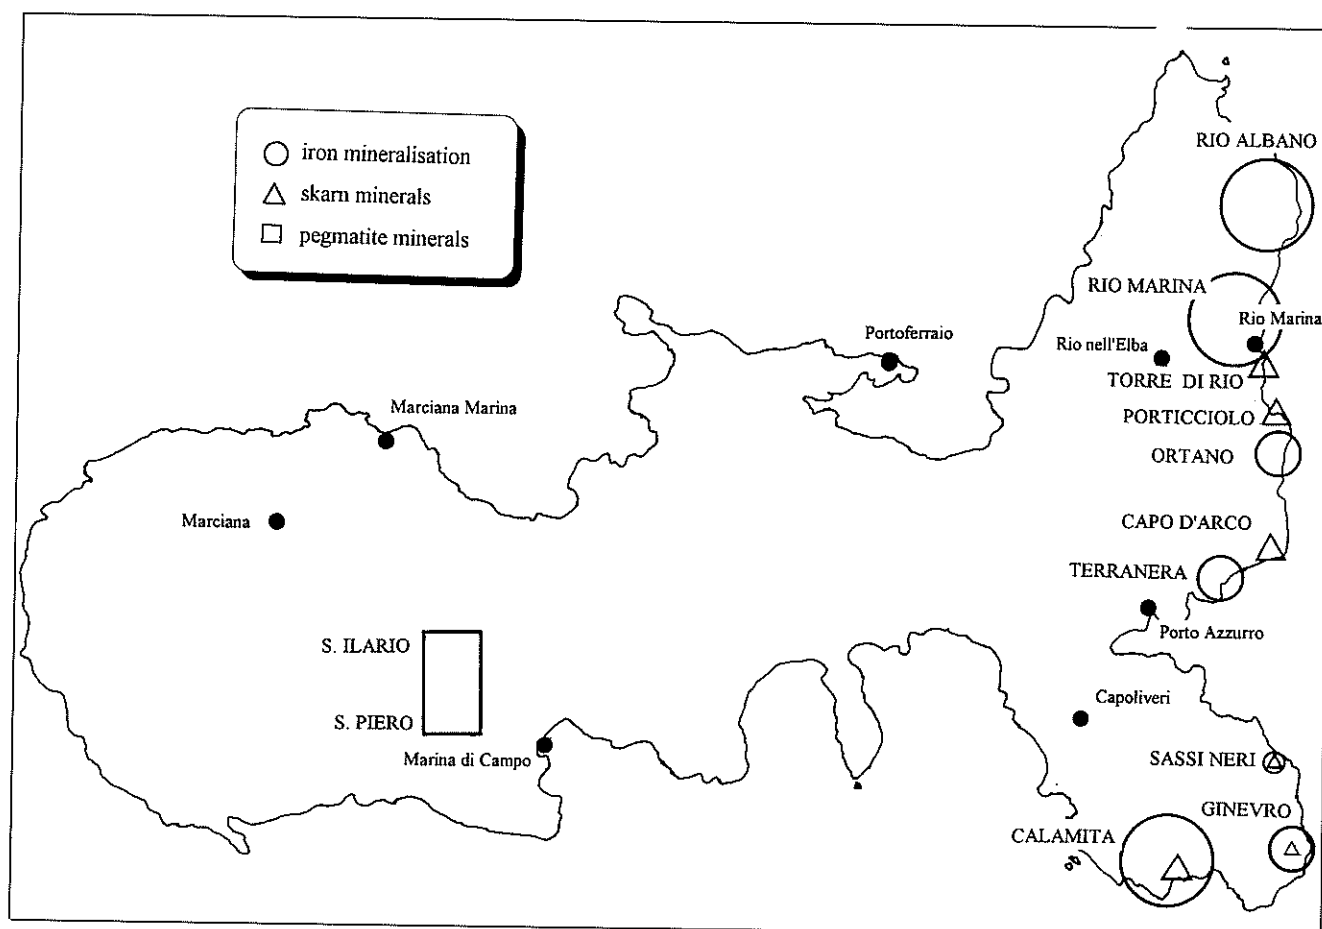 iron mineralisation
skarn minerals
pegmatite minerals
RIO ALBANO
RIO MARINA
Rio Marina
Portoferraio
Rio nell'Elba
TORRE DI RIO
PORTICCIOLO
Marciana Marina
ORTANO
Marciana
CAPO D'ARCO
TERRANERA
Porto Azzurro
S. ILARIO
Capoliveri
S. PIERO
Marina di Campo
SASSI NERI
GINEVRO
CALAMITA